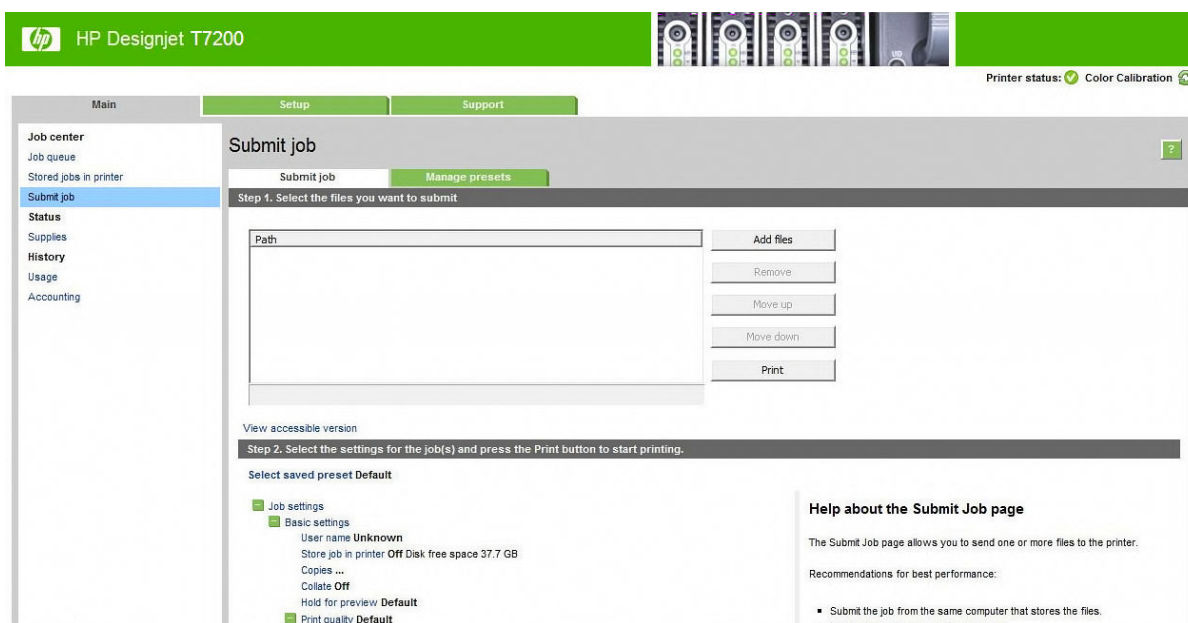 hp HP Designjet T7200
Printer status: Color Calibration
Main Setup Support
Job center
Job queue
Stored jobs in printer
Submit job
Status
Supplies
History
Usage
Accounting
Submit job
?
Submit job Manage presets
Step 1. Select the files you want to submit
Path
Add files
Remove
Move up
Move down
Print
View accessible version
Step 2. Select the settings for the job(s) and press the Print button to start printing.
Select saved preset Default
Job settings
Basic settings
User name Unknown
Store job in printer Off Disk free space 37.7 GB
Copies ...
Collate Off
Hold for preview Default
Print quality Default
Help about the Submit Job page
The Submit Job page allows you to send one or more files to the printer.
Recommendations for best performance:
Submit the job from the same computer that stores the files.